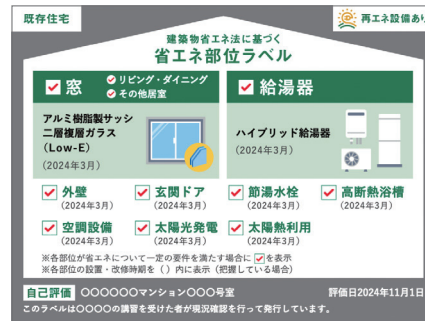 既存住宅
再エネ設備あり
建築物省エネ法に基づく
省エネ部位ラベル
窓
リビング・ダイニング
その他居室
アルミ樹脂製サッシ
二層複層ガラス
(Low-E)
(2024年3月)
給湯器
ハイブリッド給湯器
(2024年3月)
外壁
(2024年3月)
玄関ドア
(2024年3月)
節湯水栓
(2024年3月)
高断熱浴槽
(2024年3月)
空調設備
(2024年3月)
太陽光発電
(2024年3月)
太陽熱利用
(2024年3月)
※各部位が省エネについて一定の要件を満たす場合に☑を表示
※各部位の設置・改修時期を( )内に表示(把握している場合)
自己評価 〇〇〇〇〇〇マンション〇〇〇号室 評価日2024年11月1日
このラベルは〇〇〇〇の講習を受けた者が現況確認を行って発行しています。